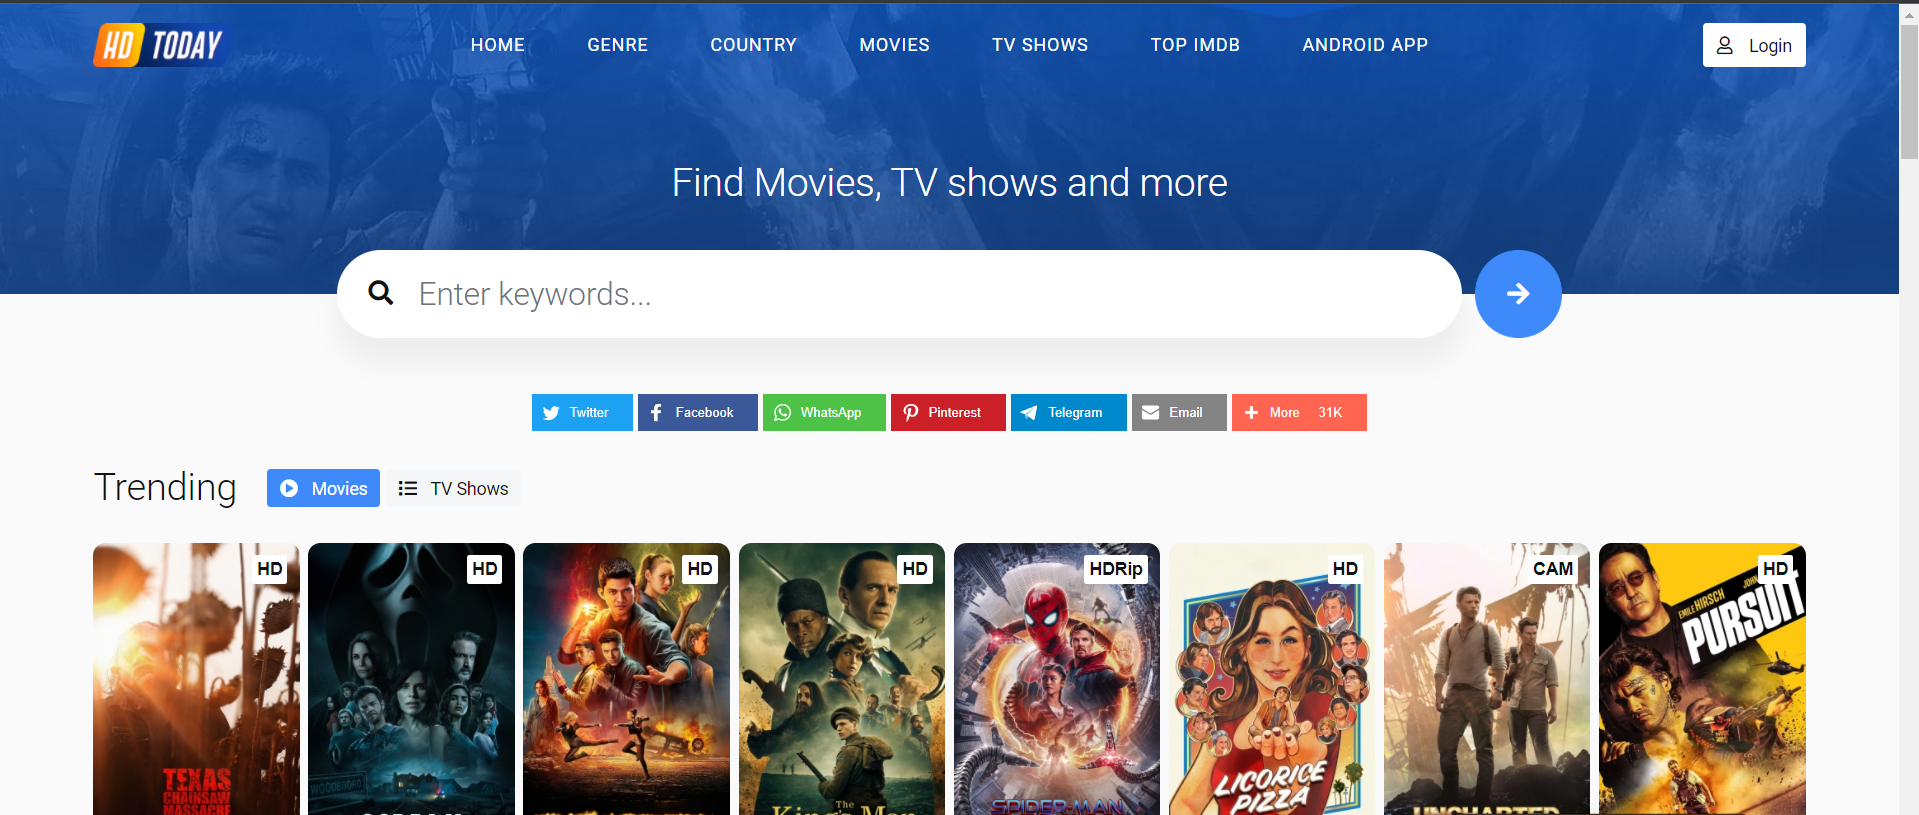 HD TODAY
HOME
GENRE
COUNTRY
MOVIES
TV SHOWS
TOP IMDB
ANDROID APP
Login
Find Movies, TV shows and more
Enter keywords...
Twitter
Facebook
WhatsApp
Pinterest
Telegram
Email
More 31K
Trending
Movies
TV Shows
HD
TEXAS
CHAINSAW
MASSACRE
HD
WOODSBORO
HD
HD
The
King's Man
HDRip
SPIDER-MAN
HD
LICORICE
PIZZA
CAM
UNCHARTED
HD
JOHN
EMILE HIRSCH
PURSUIT